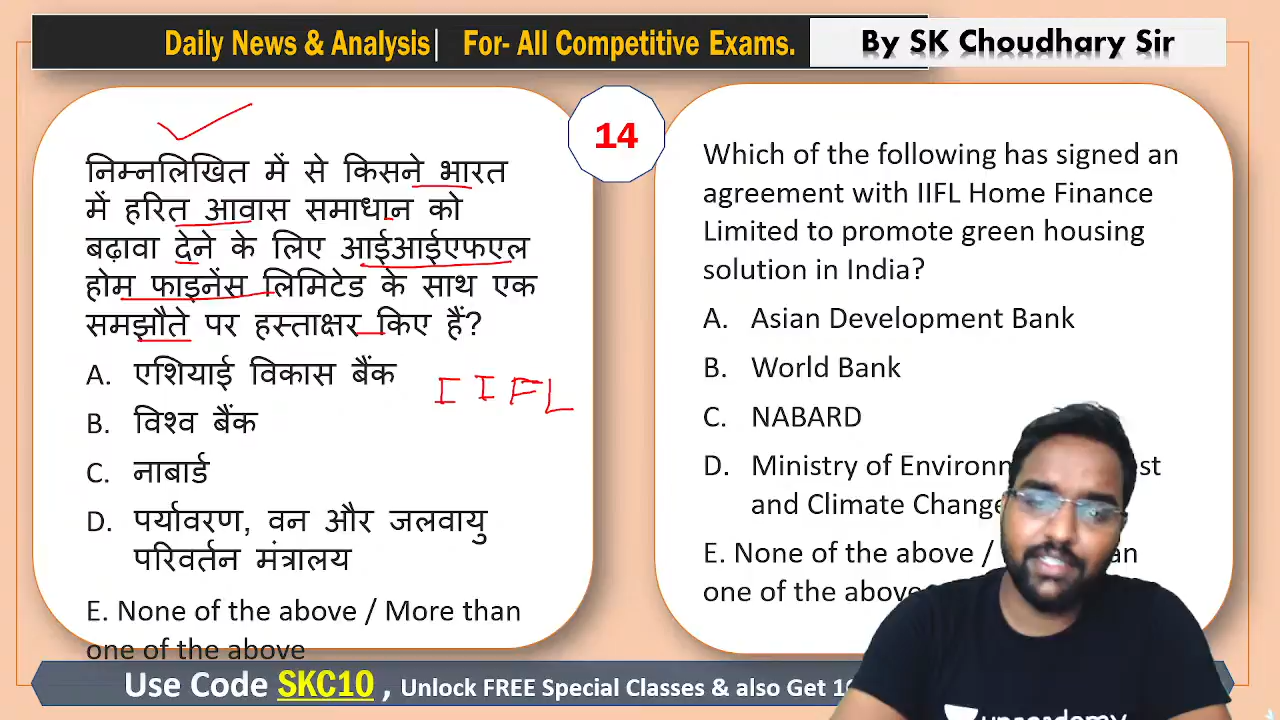 Daily News & Analysis| For- All Competitive Exams.
By SK Choudhary Sir
निम्नलिखित में से किसने भारत
में हरित आवास समाधान को
बढ़ावा देने के लिए आईआईएफएल
होम फाइनेंस लिमिटेड के साथ एक
समझौते पर हस्ताक्षर किए हैं?
A. एशियाई विकास बैंक
B. विश्व बैंक
C. नाबार्ड
D. पर्यावरण, वन और जलवायु
परिवर्तन मंत्रालय
E. None of the above / More than
one of the above
IIFL
14
Which of the following has signed an
agreement with IIFL Home Finance
Limited to promote green housing
solution in India?
A. Asian Development Bank
B. World Bank
C. NABARD
D. Ministry of
and Climate Change
E. None of the above /
one of the above
Use Code SKC10 , Unlock FREE Special Classes & also Get